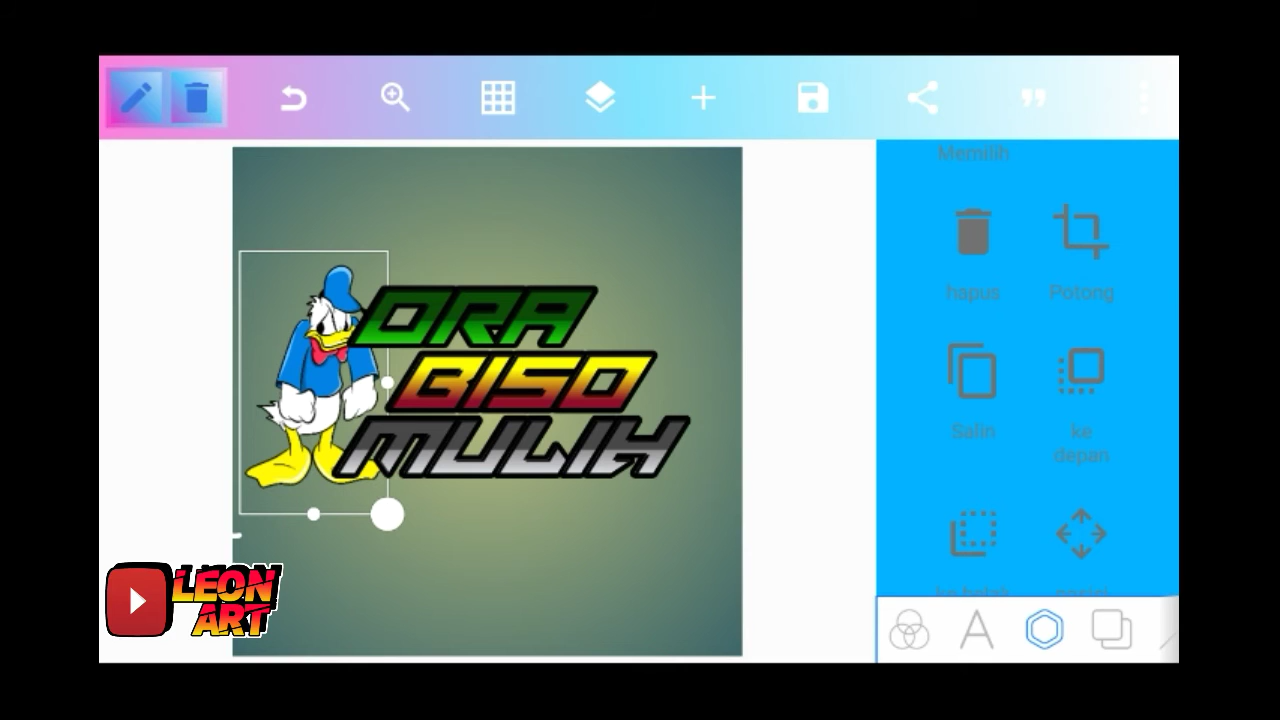 Memilih
hapus
Potong
ORA
BISO
MULIH
Salin
ke
depan
LEON
ART